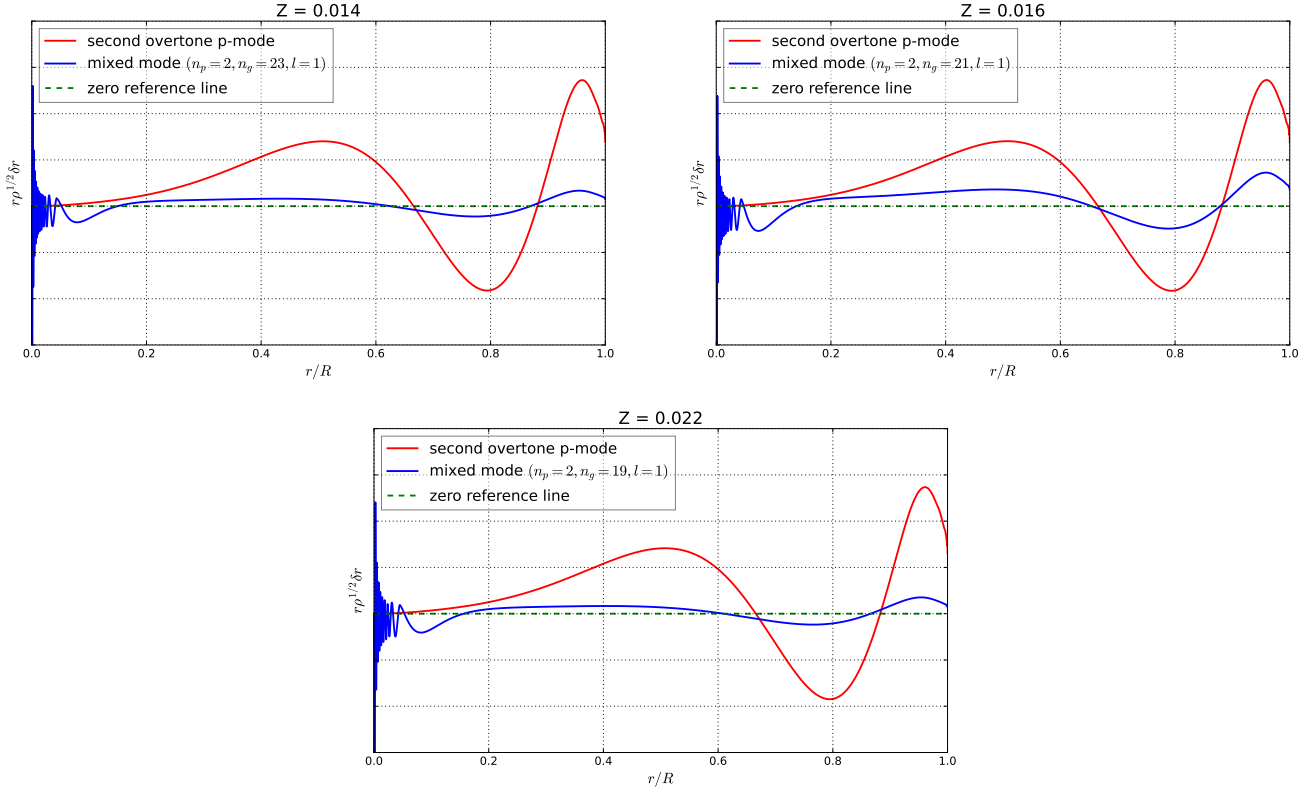 Z = 0.014
second overtone p-mode
mixed mode (n_p = 2, n_g = 23, l = 1)
zero reference line
rρ^{1/2}δr
0.0 0.2 0.4 0.6 0.8 1.0
r/R
Z = 0.016
second overtone p-mode
mixed mode (n_p = 2, n_g = 21, l = 1)
zero reference line
rρ^{1/2}δr
0.0 0.2 0.4 0.6 0.8 1.0
r/R
Z = 0.022
second overtone p-mode
mixed mode (n_p = 2, n_g = 19, l = 1)
zero reference line
rρ^{1/2}δr
0.0 0.2 0.4 0.6 0.8 1.0
r/R